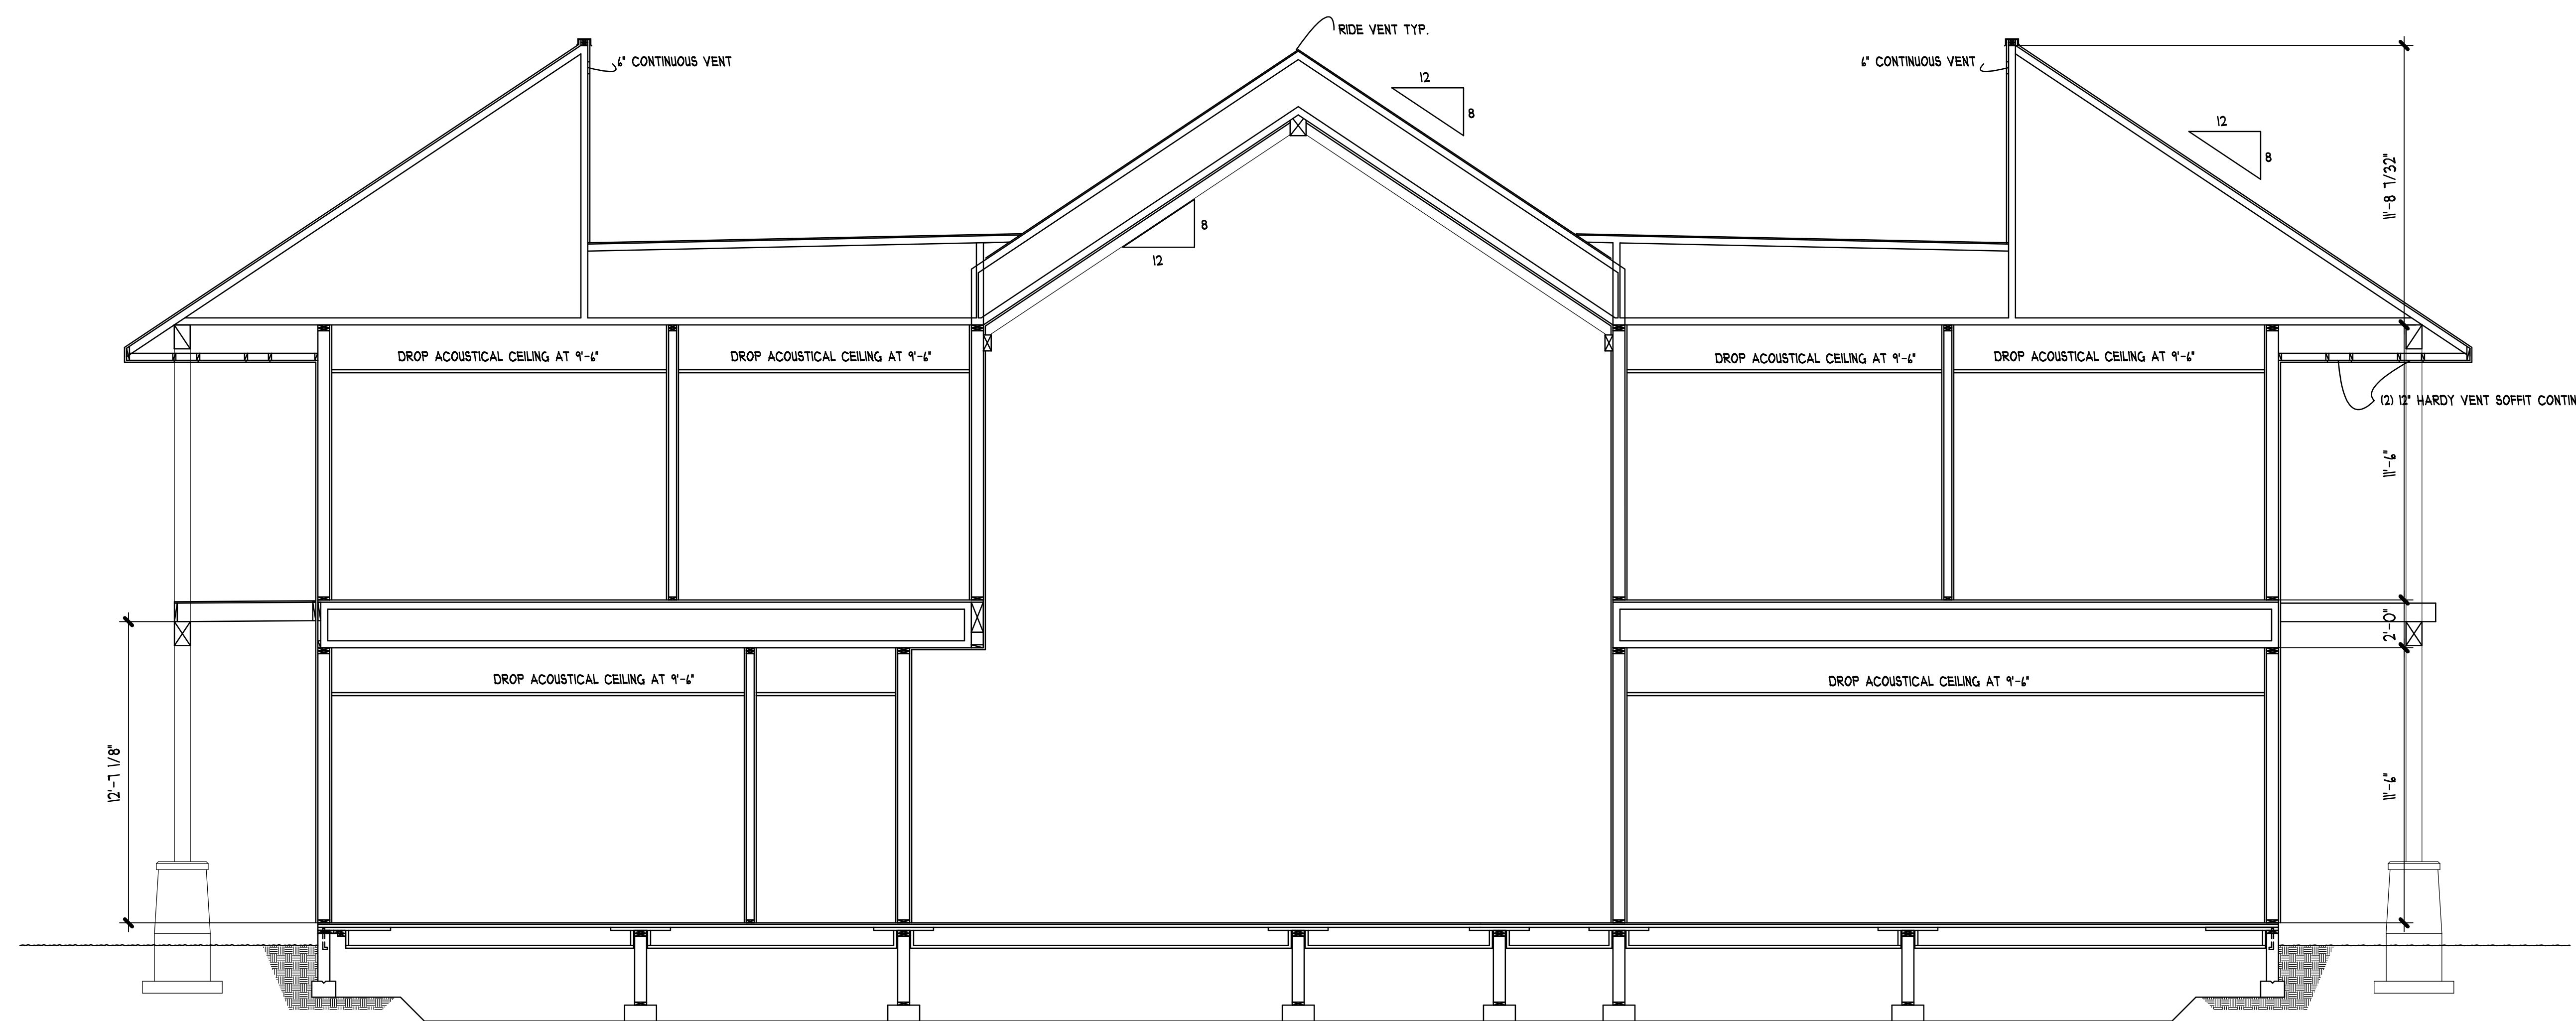 RIDE VENT TYP.
6" CONTINUOUS VENT
6" CONTINUOUS VENT
12
8
12
8
11'-8 7/32"
8
12
DROP ACOUSTICAL CEILING AT 9'-6"
DROP ACOUSTICAL CEILING AT 9'-6"
DROP ACOUSTICAL CEILING AT 9'-6"
DROP ACOUSTICAL CEILING AT 9'-6"
(2) 12" HARDY VENT SOFFIT CONTIN
11'-6"
2'-0"
DROP ACOUSTICAL CEILING AT 9'-6"
DROP ACOUSTICAL CEILING AT 9'-6"
12'-7 1/8"
11'-6"